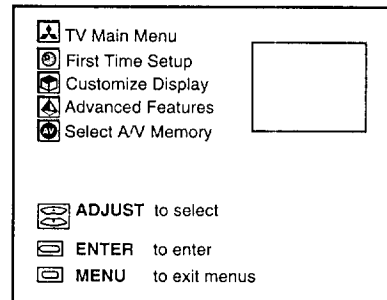 TV Main Menu
First Time Setup
Customize Display
Advanced Features
AV Select A/V Memory
ADJUST to select
ENTER to enter
MENU to exit menus